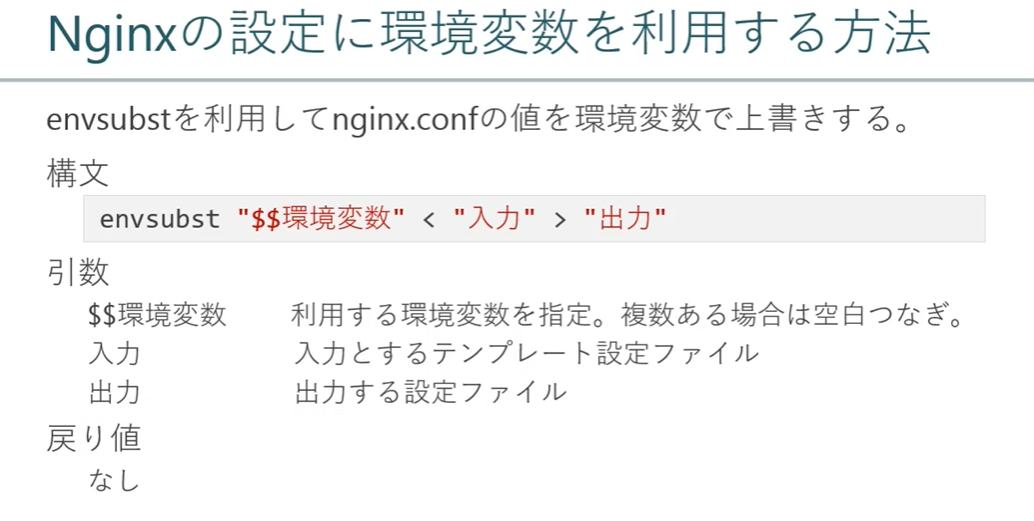 Nginxの設定に環境変数を利用する方法
envsubstを利用してnginx.confの値を環境変数で上書きする。
構文
envsubst "$$環境変数" < "入力" > "出力"
引数
$$環境変数 利用する環境変数を指定。複数ある場合は空白つなぎ。
入力 入力とするテンプレート設定ファイル
出力 出力する設定ファイル
戻り値
なし